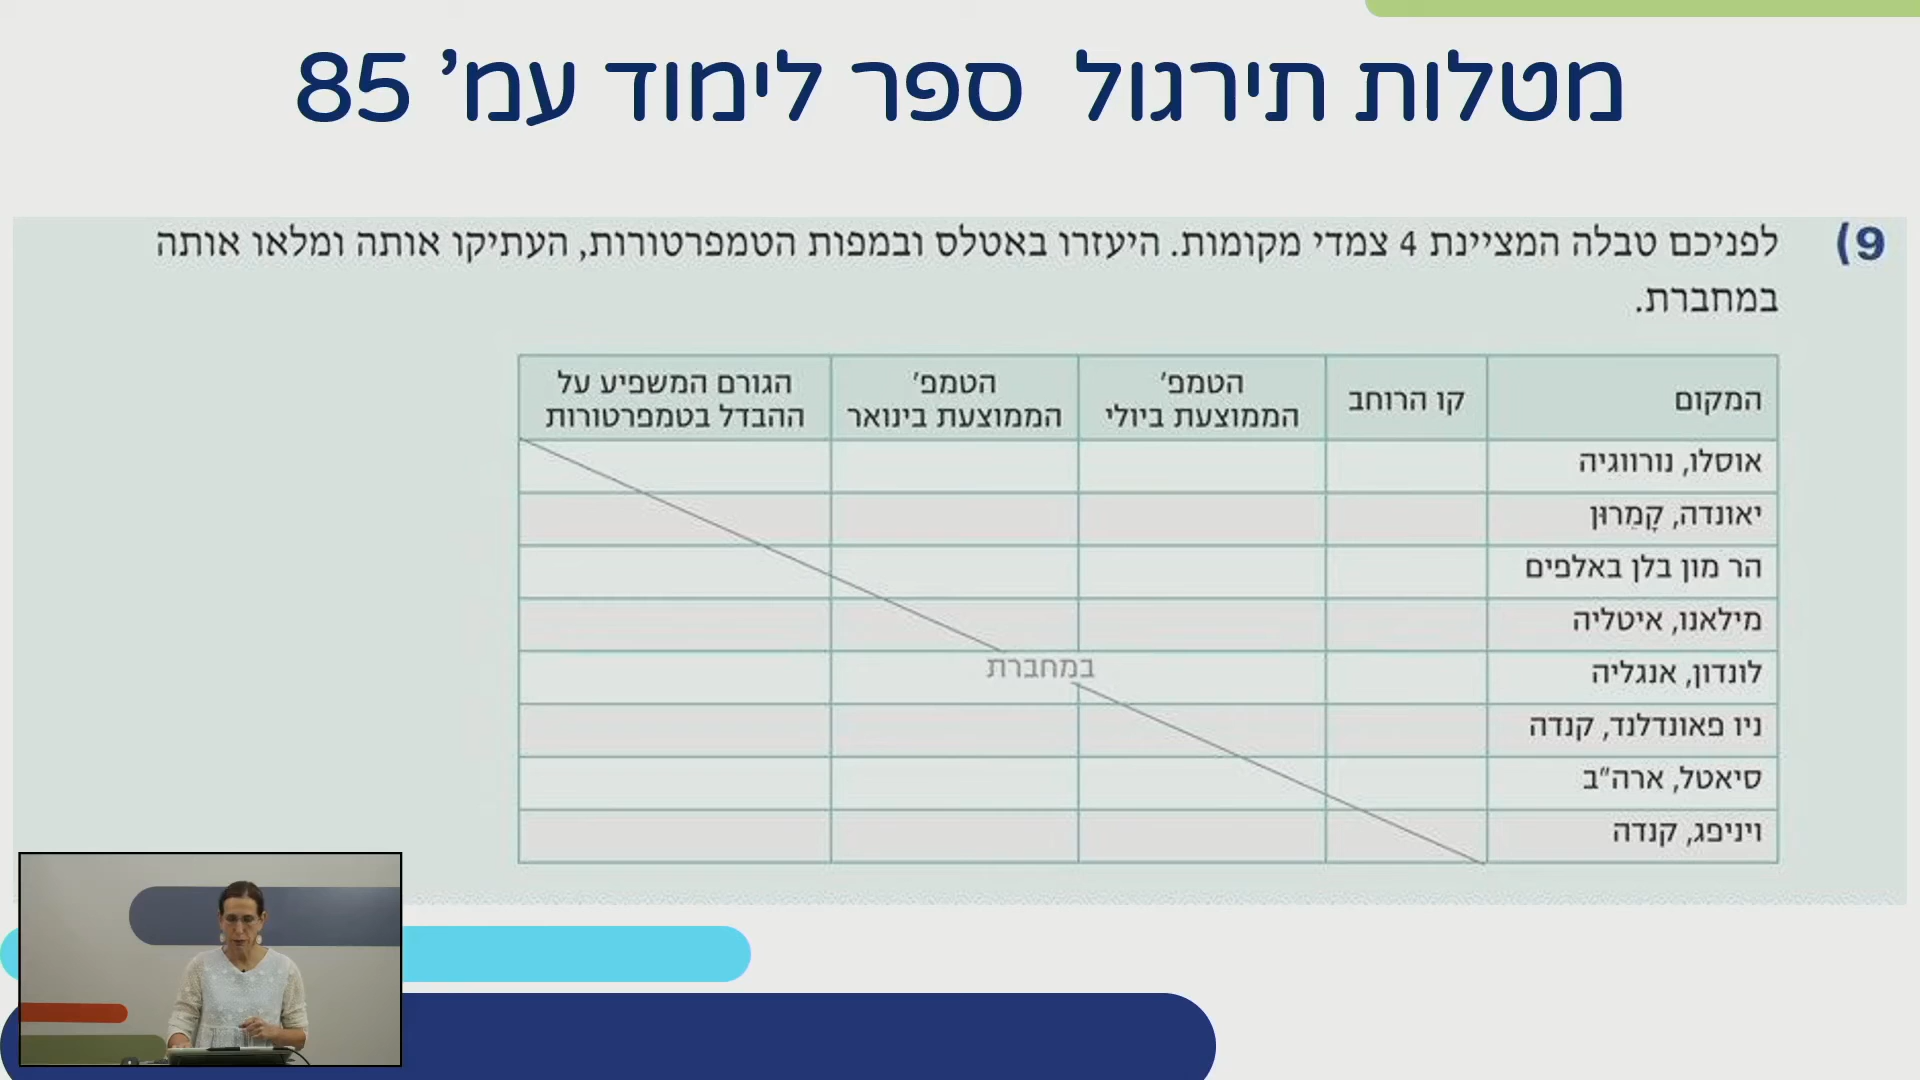 מטלות תירגול ספר לימוד עמ' 85
9) לפניכם טבלה המציינת 4 צמדי מקומות. היעזרו באטלס ובמפות הטמפרטורות, העתיקו אותה ומלאו אותה
במחברת.
המקום
קו הרוחב
הטמפ'
הממוצעת ביולי
הטמפ'
הממוצעת בינואר
הגורם המשפיע על
ההבדל בטמפרטורות
אוסלו, נורווגיה
יאונדה, קָמֵרוּן
הר מון בלן באלפים
מילאנו, איטליה
לונדון, אנגליה
במחברת
ניו פאונדלנד, קנדה
סיאטל, ארה"ב
ויניפג, קנדה